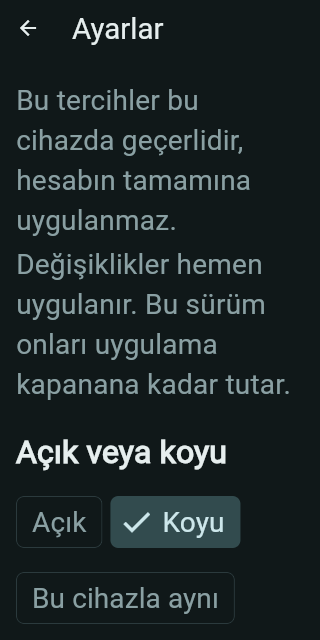 Ayarlar
Bu tercihler bu
cihazda geçerlidir,
hesabın tamamına
uygulanmaz.
Değişiklikler hemen
uygulanır. Bu sürüm
onları uygulama
kapanana kadar tutar.
Açık veya koyu
Açık
Koyu
Bu cihazla aynı